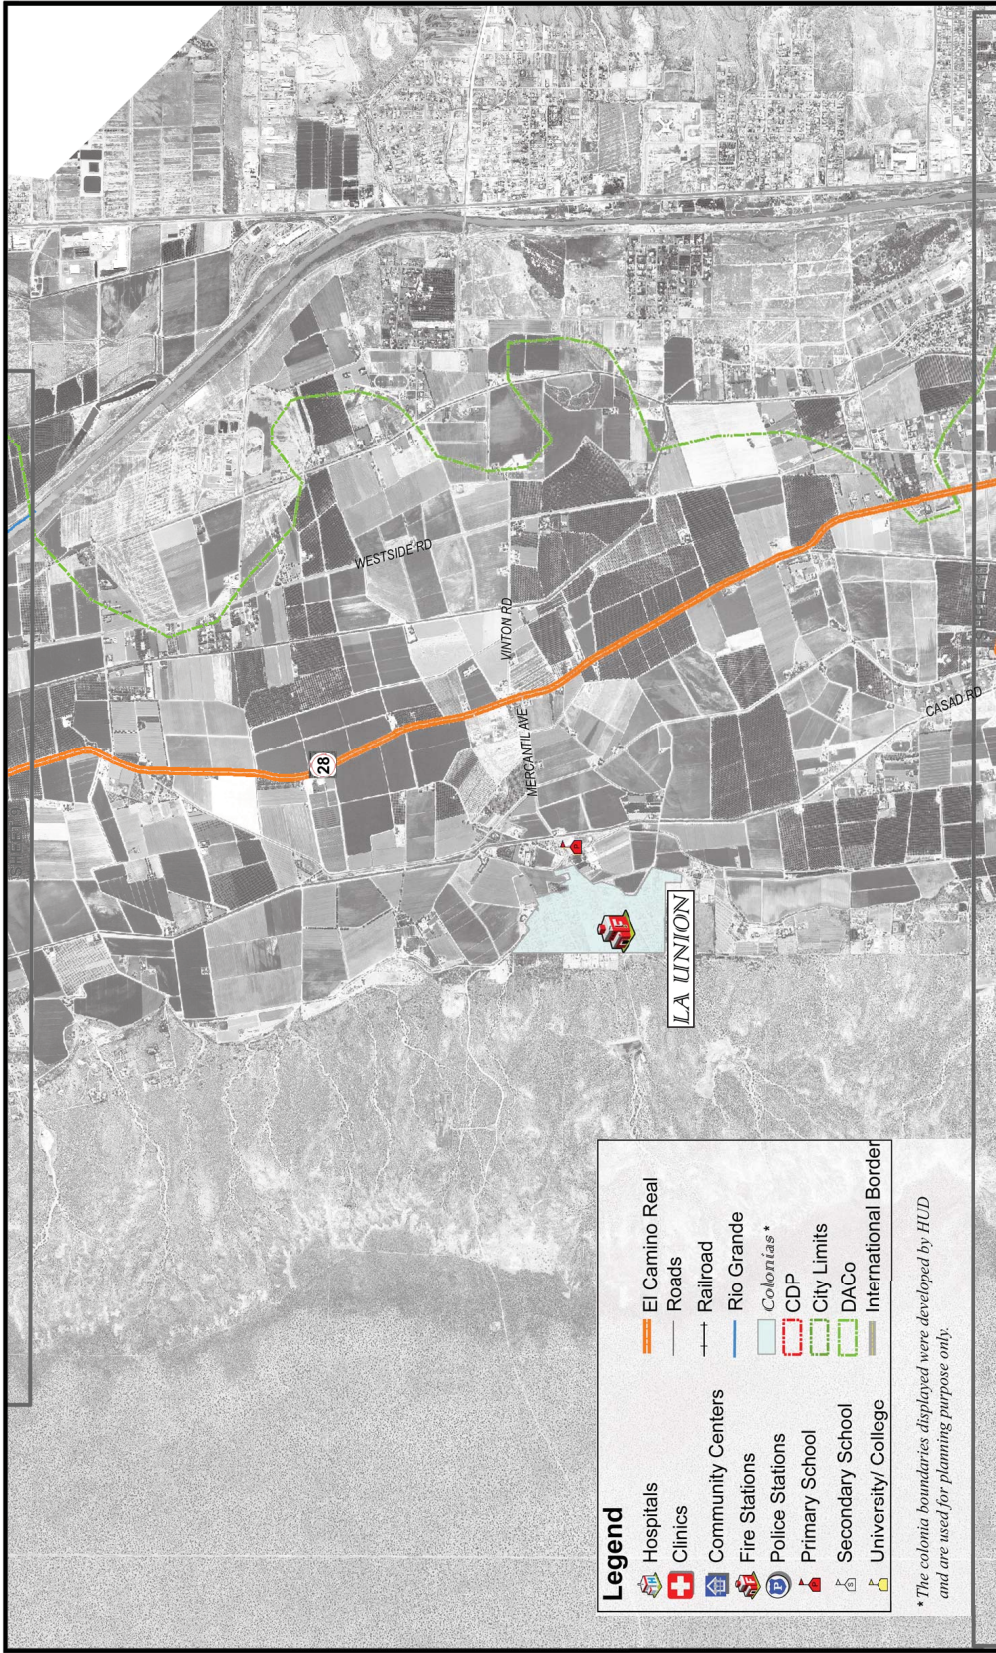 WESTSIDE RD
VINTON RD
28
MERCANTIL AVE
CASAD RD
LA UNION
Legend
Hospitals
Clinics
Community Centers
Fire Stations
Police Stations
Primary School
Secondary School
University/ College
El Camino Real
Roads
Railroad
Rio Grande
Colonias *
CDP
City Limits
DACo
International Border
* The colonia boundaries displayed were developed by HUD
and are used for planning purpose only.